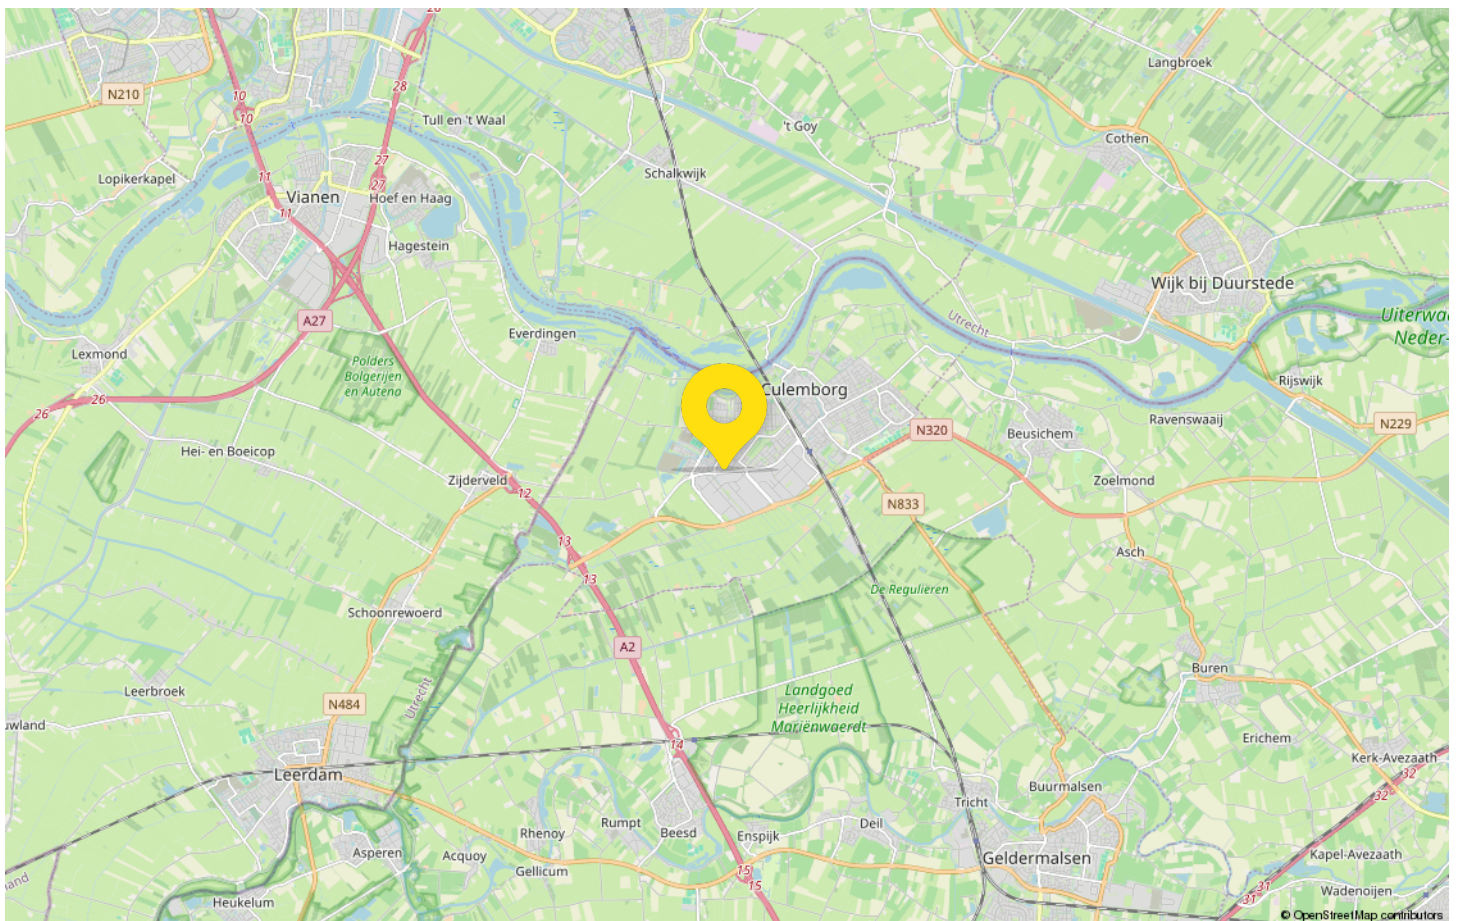 28
Langbroek
28
N210
10
10
Tull en 't Waal
't Goy
Cothen
27
Schalkwijk
Lopikerkapel
11
27
Vianen
Hoef en Haag
11
Hagestein
Wijk bij Duurstede
A27
Utrecht
Uiterwaa
Neder-
Everdingen
Lexmond
Polders
Bolgerijen
en Autena
Culemborg
Rijswijk
26
26
Ravenswaaij
N229
N320
Beusichem
Hei- en Boeicop
Zijderveld
12
Zoelmond
N833
13
Asch
13
De Regulieren
Schoonrewoerd
A2
Buren
Leerbroek
Utrecht
Landgoed
Heerlijkheid
Mariënwaerdt
N484
uwland
14
Erichem
Kerk-Avezaath
Leerdam
32
32
Buurmalsen
Tricht
Rumpt
Deil
Rhenoy
Beesd
Enspijk
Asperen
Acquoy
Geldermalsen
Kapel-Avezaath
Gellicum
15
15
31
31
Wadenoijen
land
Heukelum
© OpenStreetMap contributors